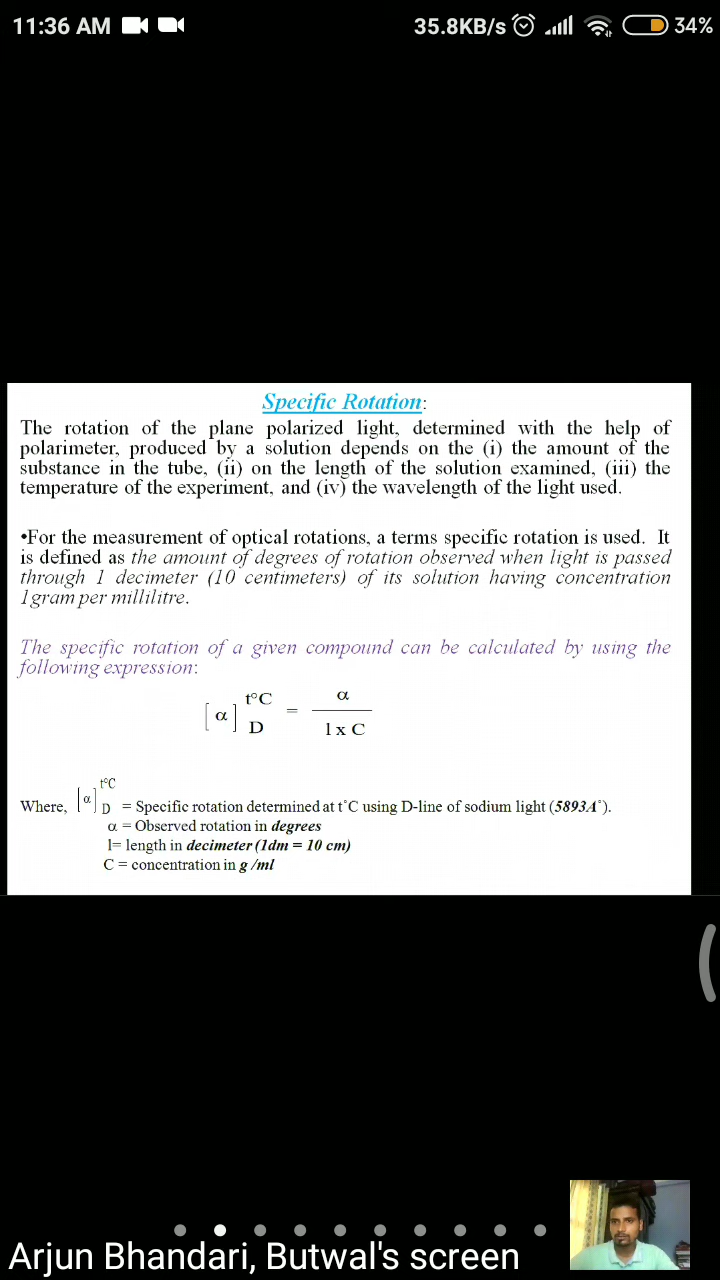 11:36 AM 35.8KB/s 34%
Specific Rotation:
The rotation of the plane polarized light, determined with the help of
polarimeter, produced by a solution depends on the (i) the amount of the
substance in the tube, (ii) on the length of the solution examined, (iii) the
temperature of the experiment, and (iv) the wavelength of the light used.
•For the measurement of optical rotations, a terms specific rotation is used. It
is defined as the amount of degrees of rotation observed when light is passed
through 1 decimeter (10 centimeters) of its solution having concentration
1gram per millilitre.
The specific rotation of a given compound can be calculated by using the
following expression:
[ α ] t°C D = α / l x C
Where, [α] t°C D = Specific rotation determined at t°C using D-line of sodium light (5893A°).
α = Observed rotation in degrees
l= length in decimeter (1dm = 10 cm)
C = concentration in g /ml
Arjun Bhandari, Butwal's screen